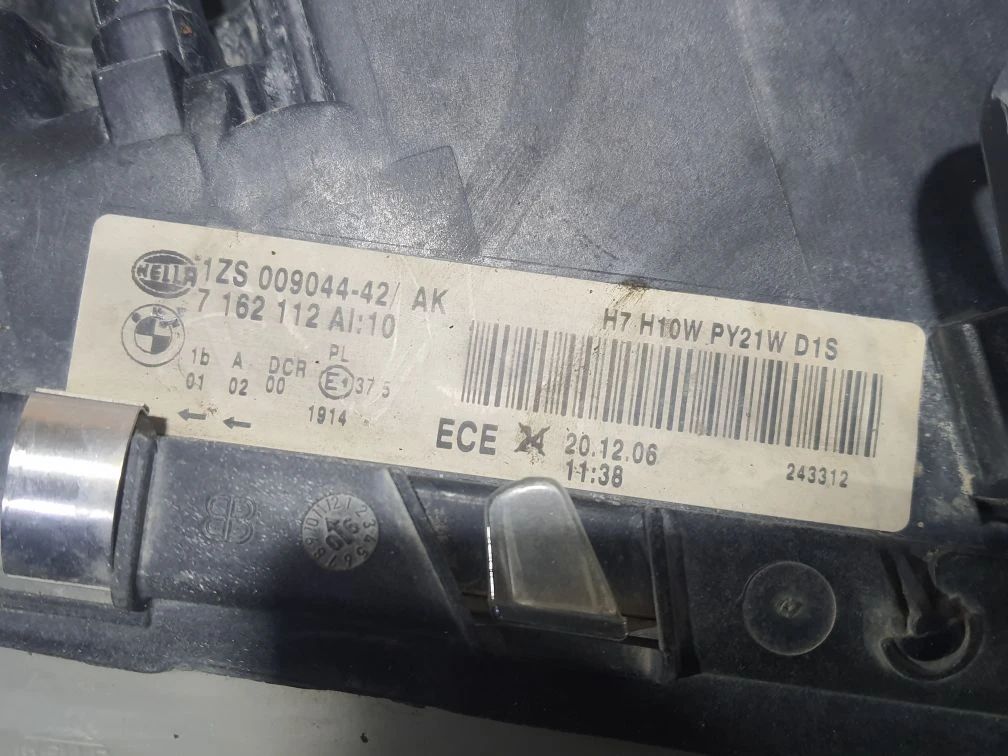 HELLA
1ZS 009044-42/ AK
7 162 112 AI:10
BMW
H7 H10W PY21W D1S
1b A DCR PL
01 02 00 E1 37 5
1914
ECE 24 20.12.06
11:38
243312